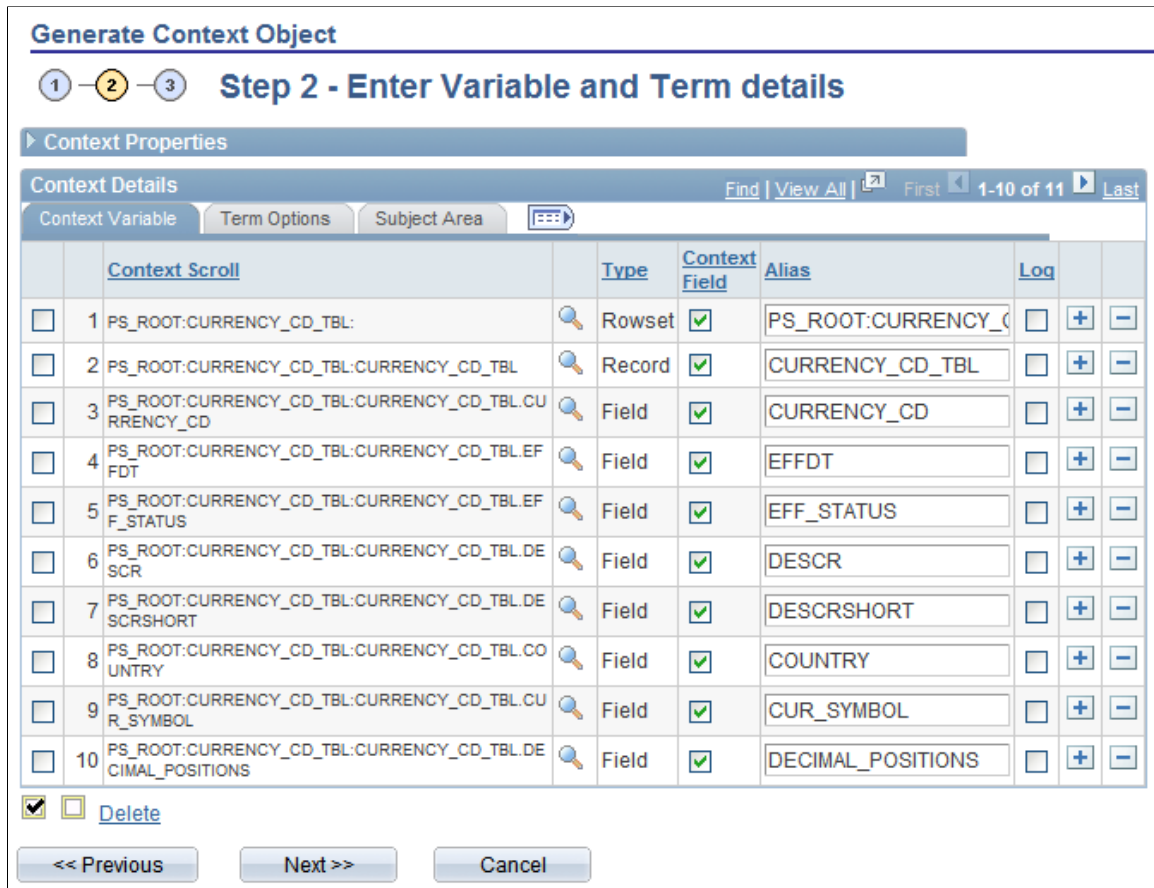 Generate Context Object
1 2 3 Step 2 - Enter Variable and Term details
Context Properties
Context Details Find | View All | First 1-10 of 11 Last
Context Variable Term Options Subject Area
Context Scroll Type Context Field Alias Log
1 PS_ROOT:CURRENCY_CD_TBL: Rowset PS_ROOT:CURRENCY_C
2 PS_ROOT:CURRENCY_CD_TBL:CURRENCY_CD_TBL Record CURRENCY_CD_TBL
3 PS_ROOT:CURRENCY_CD_TBL:CURRENCY_CD_TBL.CU
RRENCY_CD Field CURRENCY_CD
4 PS_ROOT:CURRENCY_CD_TBL:CURRENCY_CD_TBL.EF
FDT Field EFFDT
5 PS_ROOT:CURRENCY_CD_TBL:CURRENCY_CD_TBL.EF
F_STATUS Field EFF_STATUS
6 PS_ROOT:CURRENCY_CD_TBL:CURRENCY_CD_TBL.DE
SCR Field DESCR
7 PS_ROOT:CURRENCY_CD_TBL:CURRENCY_CD_TBL.DE
SCRSHORT Field DESCRSHORT
8 PS_ROOT:CURRENCY_CD_TBL:CURRENCY_CD_TBL.CO
UNTRY Field COUNTRY
9 PS_ROOT:CURRENCY_CD_TBL:CURRENCY_CD_TBL.CU
R_SYMBOL Field CUR_SYMBOL
10 PS_ROOT:CURRENCY_CD_TBL:CURRENCY_CD_TBL.DE
CIMAL_POSITIONS Field DECIMAL_POSITIONS
Delete
<< Previous Next >> Cancel